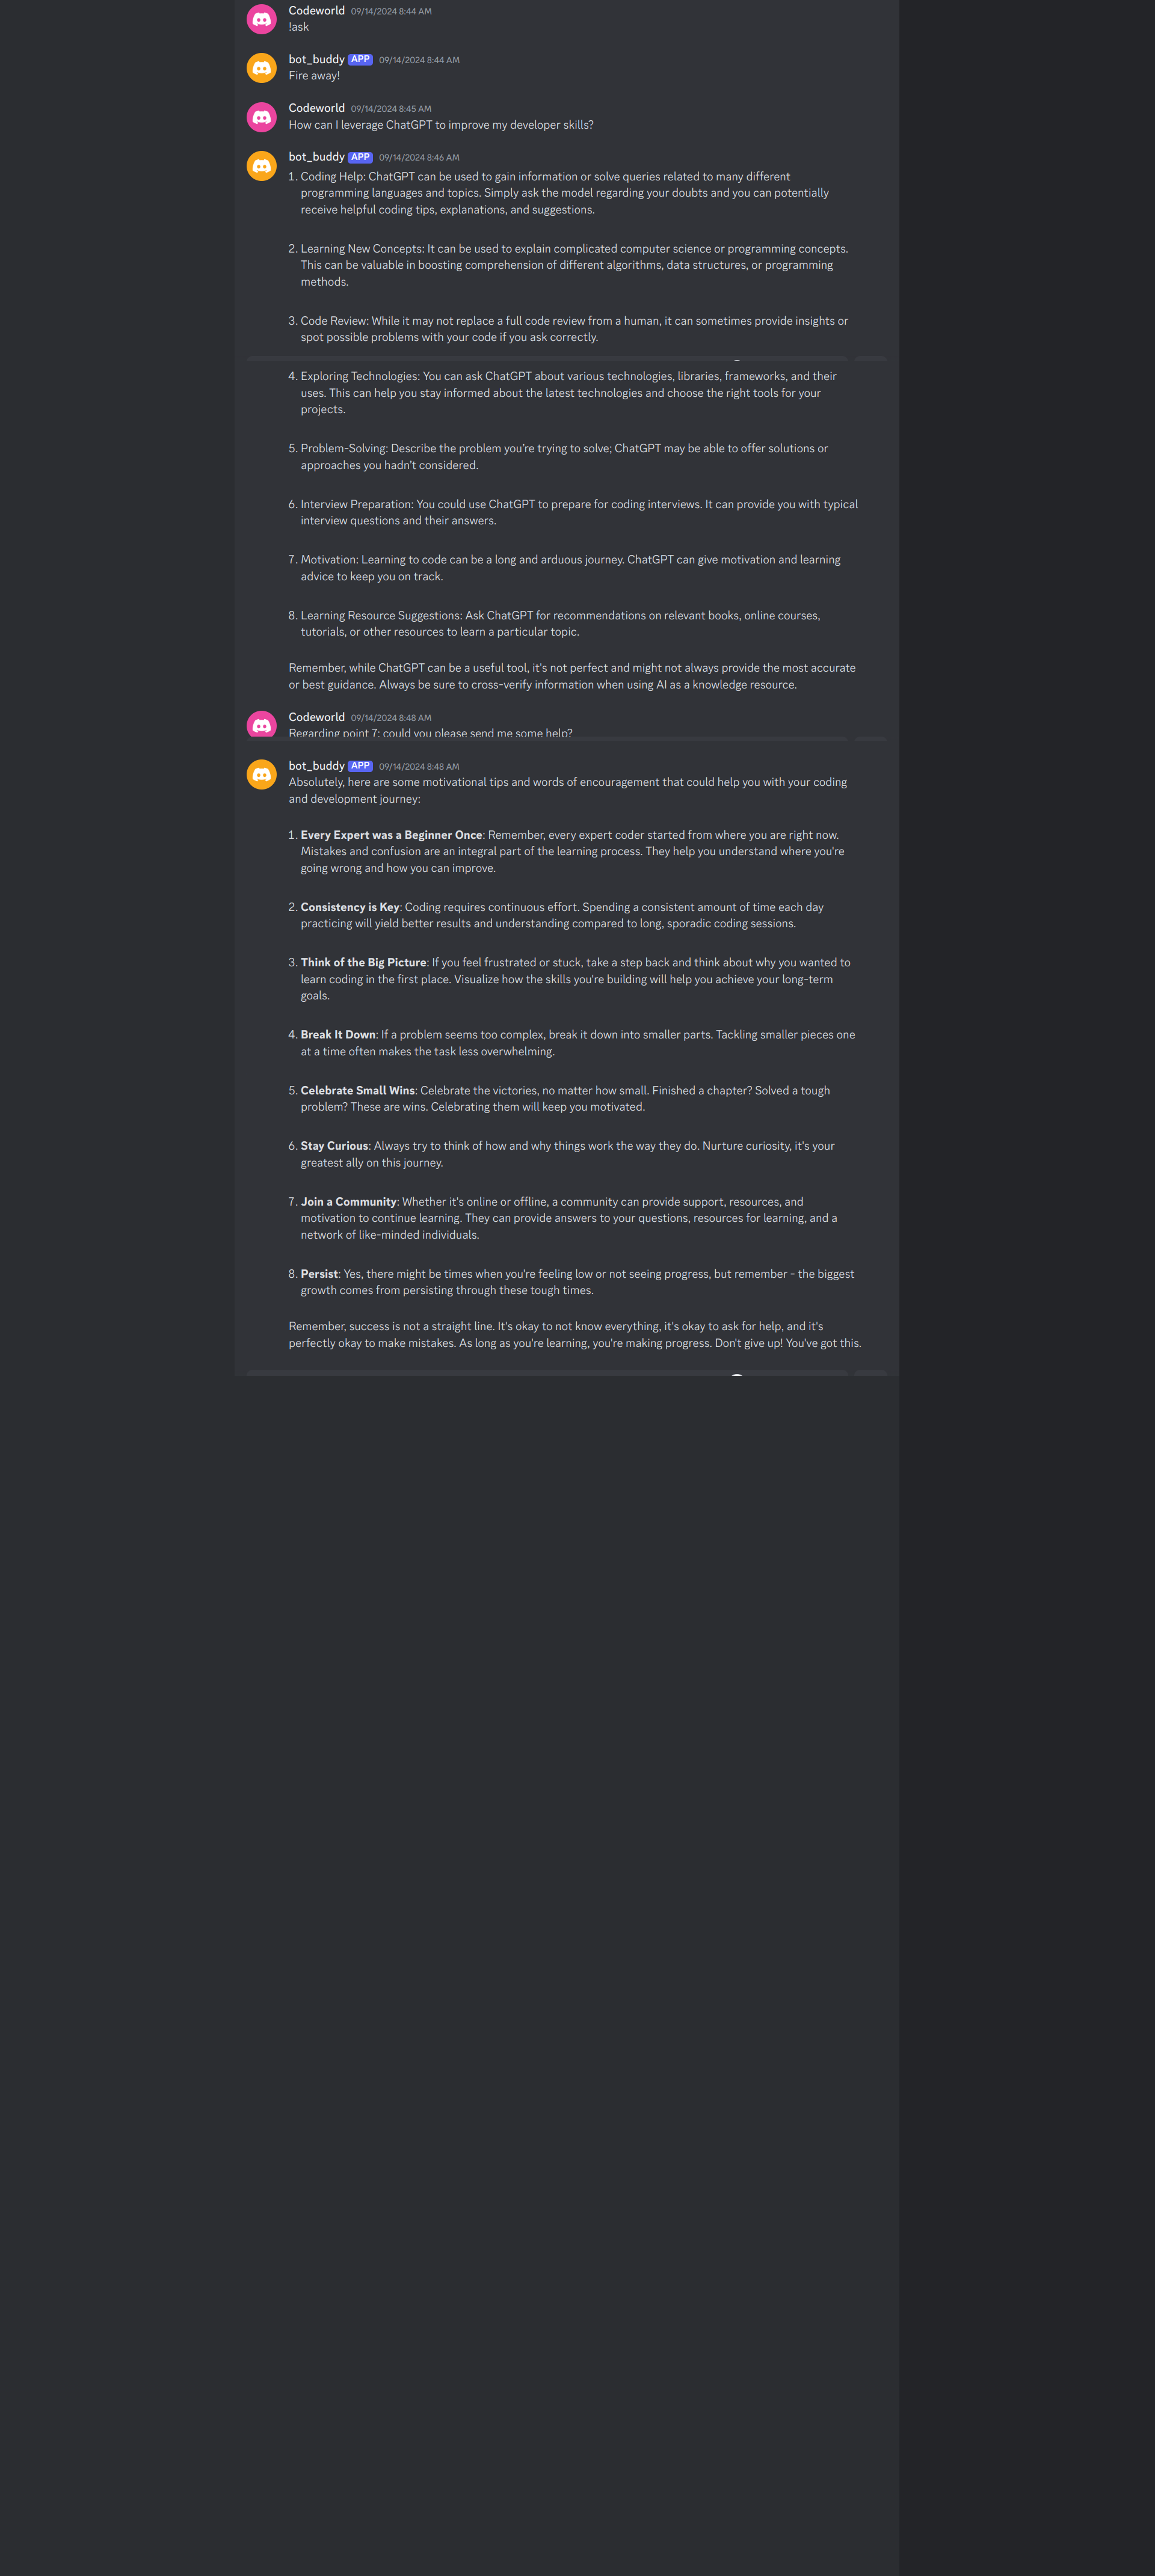 Codeworld 09/14/2024 8:44 AM
!ask
bot_buddy APP 09/14/2024 8:44 AM
Fire away!
Codeworld 09/14/2024 8:45 AM
How can I leverage ChatGPT to improve my developer skills?
bot_buddy APP 09/14/2024 8:46 AM
1. Coding Help: ChatGPT can be used to gain information or solve queries related to many different
programming languages and topics. Simply ask the model regarding your doubts and you can potentially
receive helpful coding tips, explanations, and suggestions.
2. Learning New Concepts: It can be used to explain complicated computer science or programming concepts.
This can be valuable in boosting comprehension of different algorithms, data structures, or programming
methods.
3. Code Review: While it may not replace a full code review from a human, it can sometimes provide insights or
spot possible problems with your code if you ask correctly.
4. Exploring Technologies: You can ask ChatGPT about various technologies, libraries, frameworks, and their
uses. This can help you stay informed about the latest technologies and choose the right tools for your
projects.
5. Problem-Solving: Describe the problem you're trying to solve; ChatGPT may be able to offer solutions or
approaches you hadn't considered.
6. Interview Preparation: You could use ChatGPT to prepare for coding interviews. It can provide you with typical
interview questions and their answers.
7. Motivation: Learning to code can be a long and arduous journey. ChatGPT can give motivation and learning
advice to keep you on track.
8. Learning Resource Suggestions: Ask ChatGPT for recommendations on relevant books, online courses,
tutorials, or other resources to learn a particular topic.
Remember, while ChatGPT can be a useful tool, it's not perfect and might not always provide the most accurate
or best guidance. Always be sure to cross-verify information when using AI as a knowledge resource.
Codeworld 09/14/2024 8:48 AM
Regarding point 7: could you please send me some help?
bot_buddy APP 09/14/2024 8:48 AM
Absolutely, here are some motivational tips and words of encouragement that could help you with your coding
and development journey:
1. Every Expert was a Beginner Once: Remember, every expert coder started from where you are right now.
Mistakes and confusion are an integral part of the learning process. They help you understand where you're
going wrong and how you can improve.
2. Consistency is Key: Coding requires continuous effort. Spending a consistent amount of time each day
practicing will yield better results and understanding compared to long, sporadic coding sessions.
3. Think of the Big Picture: If you feel frustrated or stuck, take a step back and think about why you wanted to
learn coding in the first place. Visualize how the skills you're building will help you achieve your long-term
goals.
4. Break It Down: If a problem seems too complex, break it down into smaller parts. Tackling smaller pieces one
at a time often makes the task less overwhelming.
5. Celebrate Small Wins: Celebrate the victories, no matter how small. Finished a chapter? Solved a tough
problem? These are wins. Celebrating them will keep you motivated.
6. Stay Curious: Always try to think of how and why things work the way they do. Nurture curiosity, it's your
greatest ally on this journey.
7. Join a Community: Whether it's online or offline, a community can provide support, resources, and
motivation to continue learning. They can provide answers to your questions, resources for learning, and a
network of like-minded individuals.
8. Persist: Yes, there might be times when you're feeling low or not seeing progress, but remember - the biggest
growth comes from persisting through these tough times.
Remember, success is not a straight line. It's okay to not know everything, it's okay to ask for help, and it's
perfectly okay to make mistakes. As long as you're learning, you're making progress. Don't give up! You've got this.